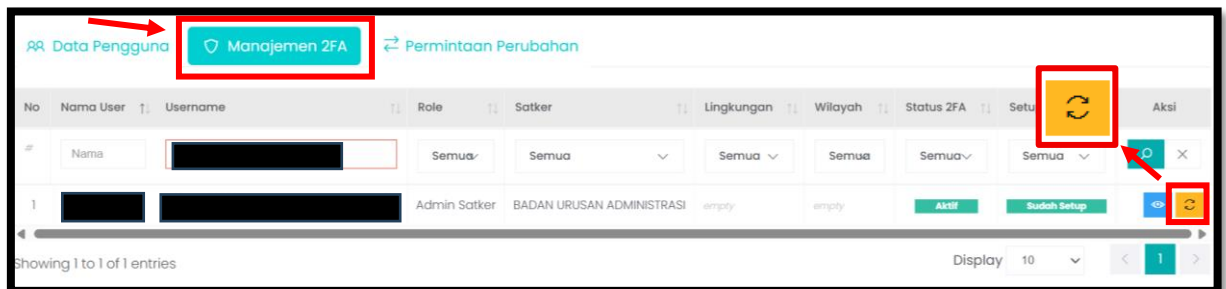 Data Pengguna Manajemen 2FA Permintaan Perubahan
No Nama User Username Role Satker Lingkungan Wilayah Status 2FA Setu Aksi
# Nama Semua Semua Semua Semua Semua Semua
1 Admin Satker BADAN URUSAN ADMINISTRASI empty empty Aktif Sudah Setup
Showing 1 to 1 of 1 entries Display 10 < 1 >